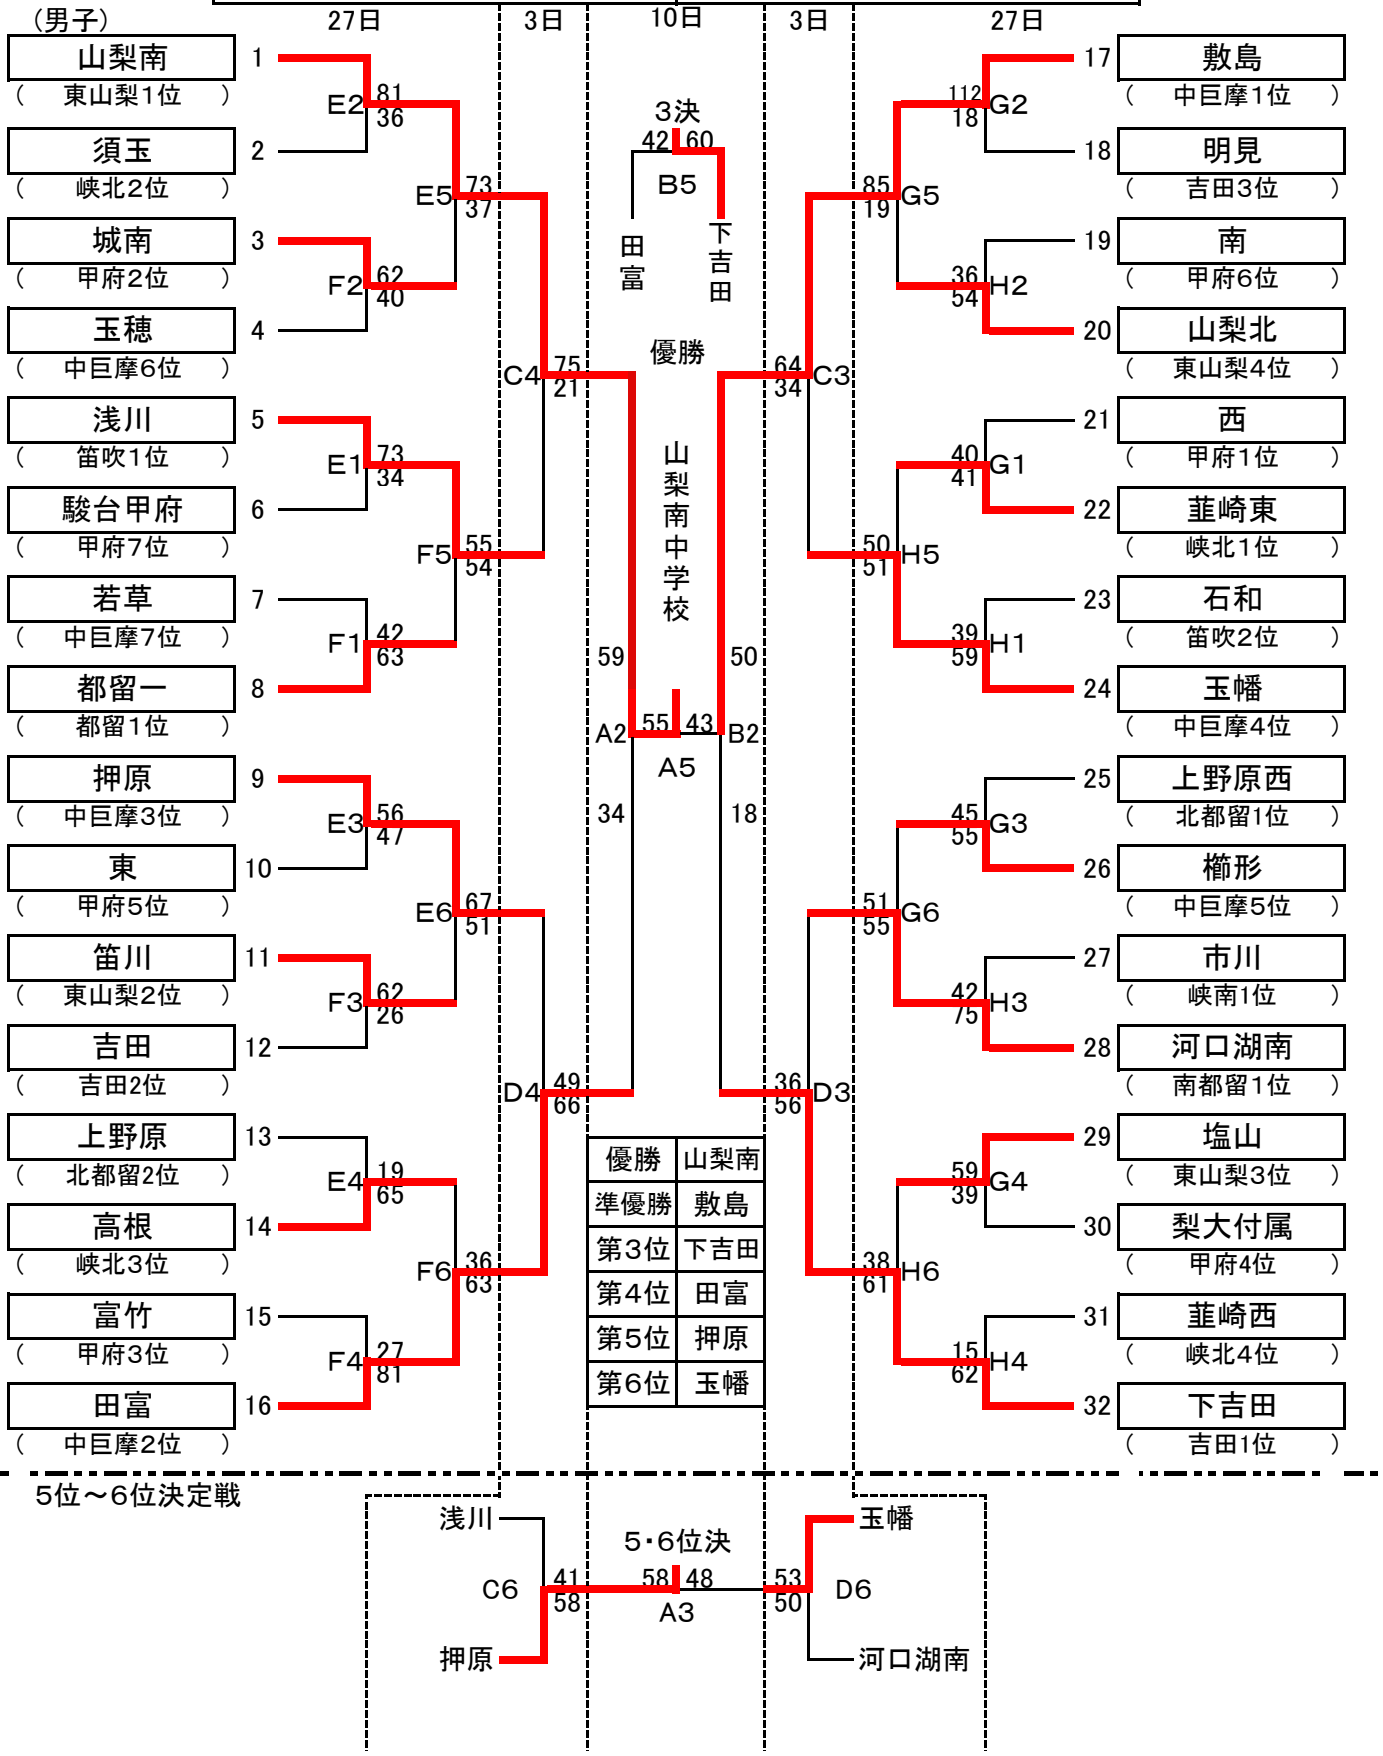 （男子）
27日
3日
10日
3日
27日
山梨南
1
（ 東山梨1位 ）
E2
81
36
須玉
2
（ 峡北2位 ）
E5
73
37
城南
3
（ 甲府2位 ）
F2
62
40
玉穂
4
（ 中巨摩6位 ）
C4
75
21
浅川
5
（ 笛吹1位 ）
E1
73
34
駿台甲府
6
（ 甲府7位 ）
F5
55
54
若草
7
（ 中巨摩7位 ）
F1
42
63
都留一
8
（ 都留1位 ）
押原
9
（ 中巨摩3位 ）
E3
56
47
東
10
（ 甲府5位 ）
E6
67
51
笛川
11
（ 東山梨2位 ）
F3
62
26
吉田
12
（ 吉田2位 ）
D4
49
66
上野原
13
（ 北都留2位 ）
E4
19
65
高根
14
（ 峡北3位 ）
F6
36
63
富竹
15
（ 甲府3位 ）
F4
27
81
田富
16
（ 中巨摩2位 ）
3決
42 60
B5
田富
下吉田
優勝
山梨南中学校
59
50
A2
55 43
B2
A5
34
18
優勝 山梨南
準優勝 敷島
第3位 下吉田
第4位 田富
第5位 押原
第6位 玉幡
17
敷島
（ 中巨摩1位 ）
112
18
G2
18
明見
（ 吉田3位 ）
85
19
G5
19
南
（ 甲府6位 ）
36
54
H2
20
山梨北
（ 東山梨4位 ）
64
34
C3
21
西
（ 甲府1位 ）
40
41
G1
22
韮崎東
（ 峡北1位 ）
50
51
H5
23
石和
（ 笛吹2位 ）
39
59
H1
24
玉幡
（ 中巨摩4位 ）
25
上野原西
（ 北都留1位 ）
45
55
G3
26
櫛形
（ 中巨摩5位 ）
51
55
G6
27
市川
（ 峡南1位 ）
42
75
H3
28
河口湖南
（ 南都留1位 ）
36
56
D3
29
塩山
（ 東山梨3位 ）
59
39
G4
30
梨大付属
（ 甲府4位 ）
38
61
H6
31
韮崎西
（ 峡北4位 ）
15
62
H4
32
下吉田
（ 吉田1位 ）
5位～6位決定戦
浅川
玉幡
5・6位決
C6
41
58
58 48
A3
53
50
D6
押原
河口湖南